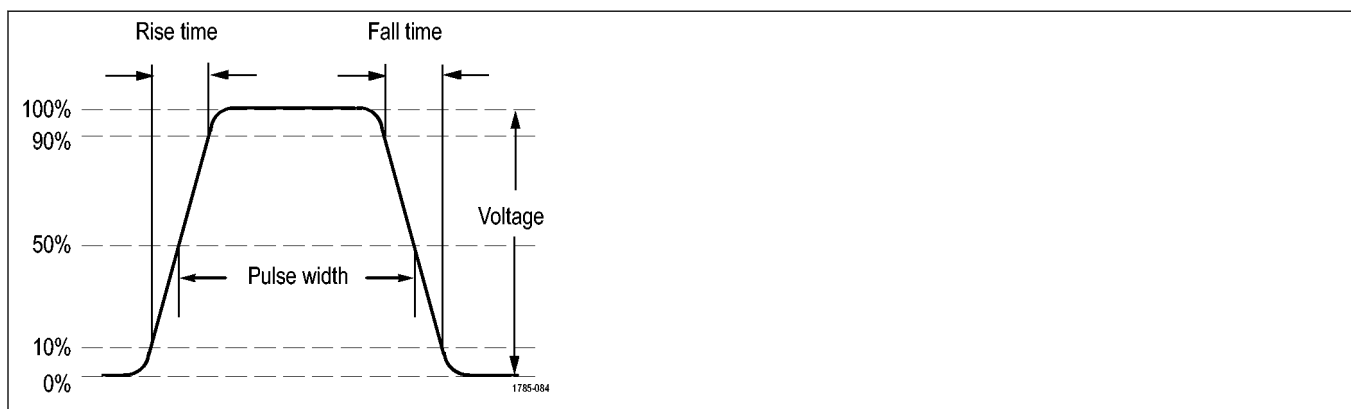 Rise time
Fall time
100%
90%
Voltage
50%
Pulse width
10%
0%
1785-084